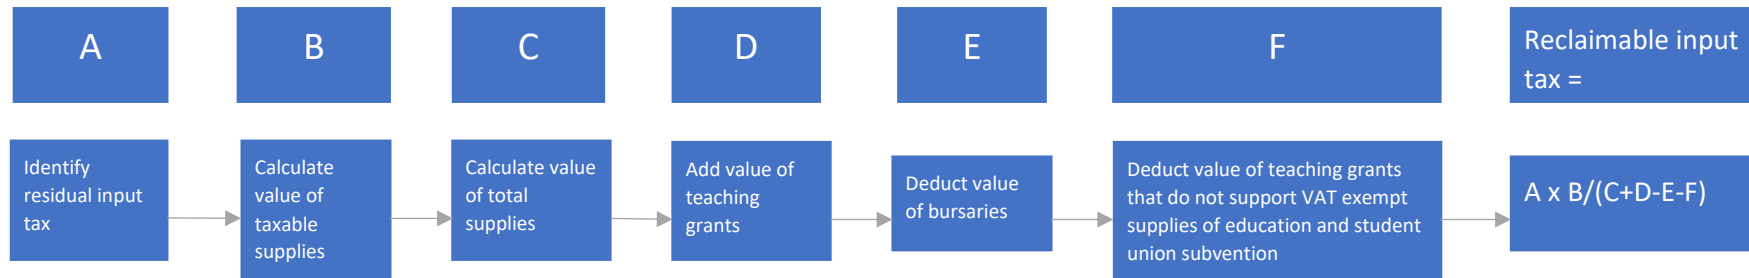 A
B
C
D
E
F
Reclaimable input
tax =
Identify
residual input
tax
Calculate
value of
taxable
supplies
Calculate value
of total
supplies
Add value of
teaching
grants
Deduct value
of bursaries
Deduct value of teaching grants
that do not support VAT exempt
supplies of education and student
union subvention
A x B/(C+D-E-F)